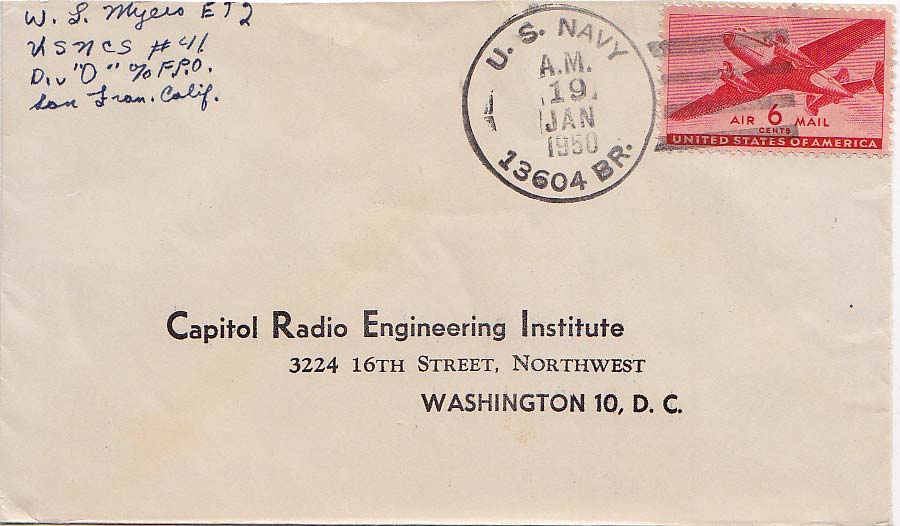 W. L. Myers ET2
USNCS #41
Div "O" % F.P.O.
San Fran. Calif.
U. S. NAVY
A.M.
19
JAN
1950
13604 BR.
AIR 6 MAIL
CENTS
UNITED STATES OF AMERICA
Capitol Radio Engineering Institute
3224 16TH STREET, NORTHWEST
WASHINGTON 10, D. C.